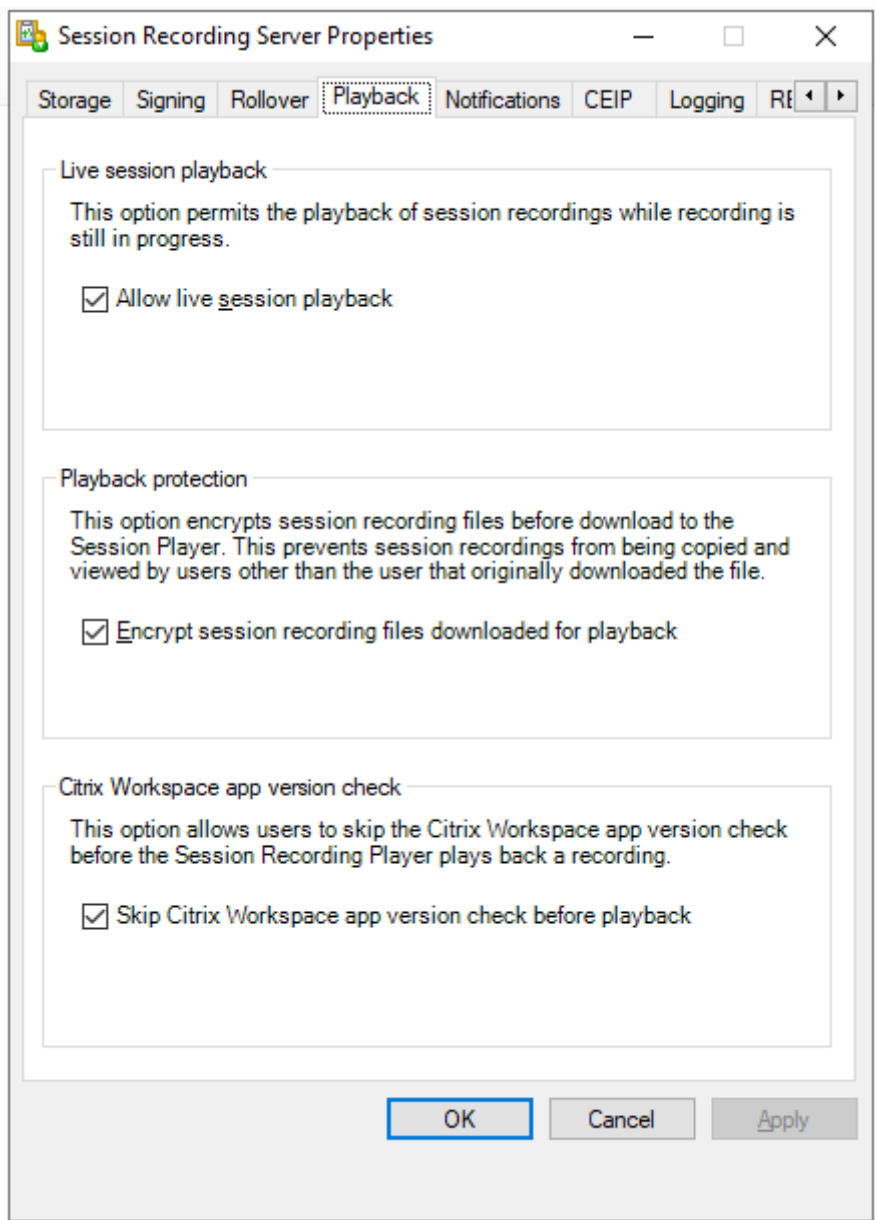 Session Recording Server Properties
Storage Signing Rollover Playback Notifications CEIP Logging
Live session playback
This option permits the playback of session recordings while recording is
still in progress.
Allow live session playback
Playback protection
This option encrypts session recording files before download to the
Session Player. This prevents session recordings from being copied and
viewed by users other than the user that originally downloaded the file.
Encrypt session recording files downloaded for playback
Citrix Workspace app version check
This option allows users to skip the Citrix Workspace app version check
before the Session Recording Player plays back a recording.
Skip Citrix Workspace app version check before playback
OK Cancel Apply